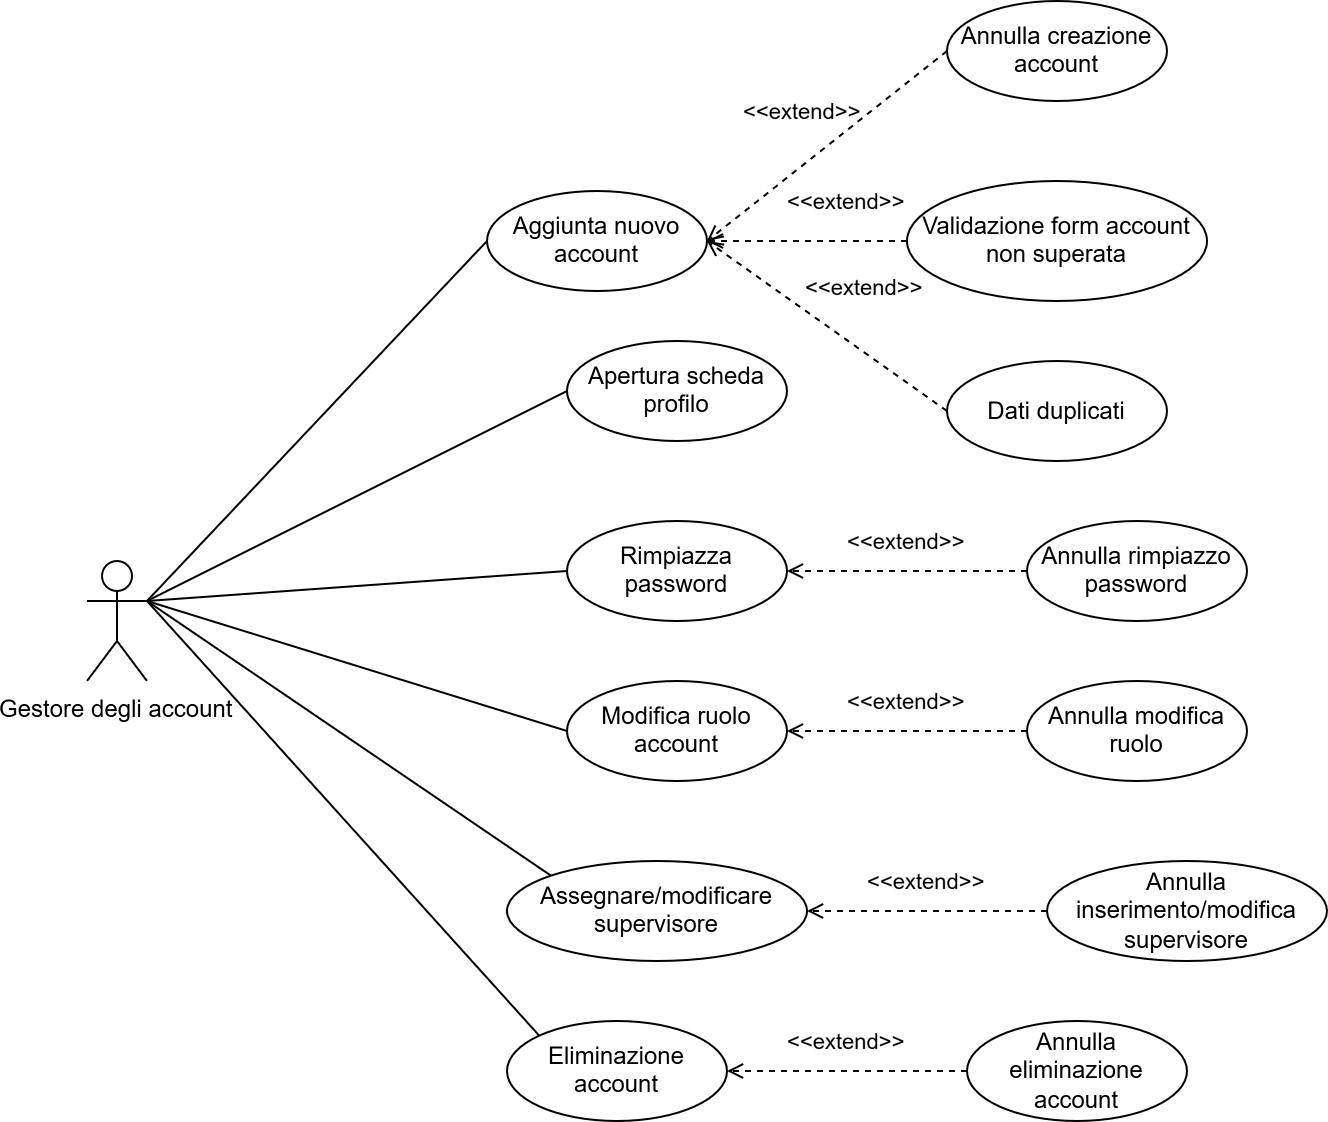 Annulla creazione
account
<<extend>>
Aggiunta nuovo
account
<<extend>>
Validazione form account
non superata
<<extend>>
Apertura scheda
profilo
Dati duplicati
Rimpiazza
password
<<extend>>
Annulla rimpiazzo
password
Gestore degli account
Modifica ruolo
account
<<extend>>
Annulla modifica
ruolo
Assegnare/modificare
supervisore
<<extend>>
Annulla
inserimento/modifica
supervisore
Eliminazione
account
<<extend>>
Annulla
eliminazione
account